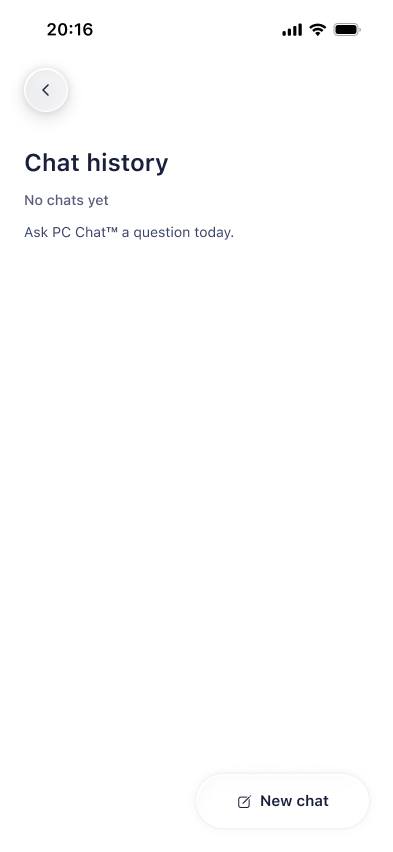 20:16
Chat history
No chats yet
Ask PC Chat™ a question today.
New chat